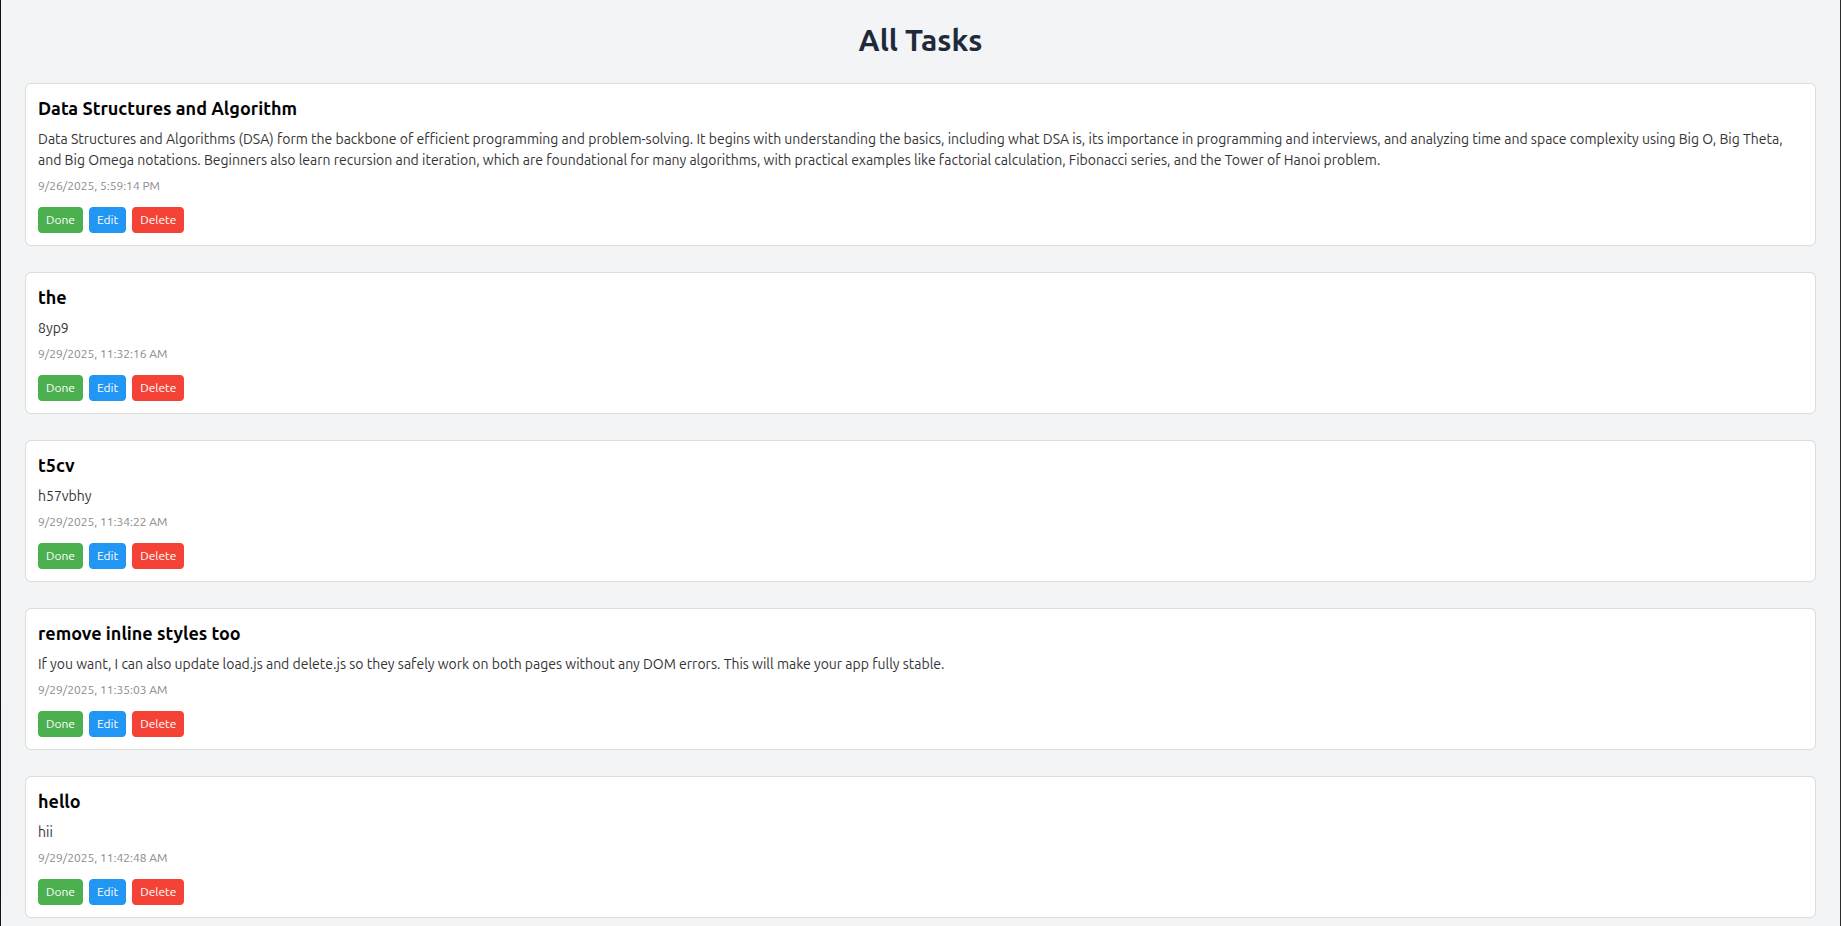 All Tasks
Data Structures and Algorithm
Data Structures and Algorithms (DSA) form the backbone of efficient programming and problem-solving. It begins with understanding the basics, including what DSA is, its importance in programming and interviews, and analyzing time and space complexity using Big O, Big Theta,
and Big Omega notations. Beginners also learn recursion and iteration, which are foundational for many algorithms, with practical examples like factorial calculation, Fibonacci series, and the Tower of Hanoi problem.
9/26/2025, 5:59:14 PM
Done Edit Delete
the
8yp9
9/29/2025, 11:32:16 AM
Done Edit Delete
t5cv
h57vbhy
9/29/2025, 11:34:22 AM
Done Edit Delete
remove inline styles too
If you want, I can also update load.js and delete.js so they safely work on both pages without any DOM errors. This will make your app fully stable.
9/29/2025, 11:35:03 AM
Done Edit Delete
hello
hii
9/29/2025, 11:42:48 AM
Done Edit Delete